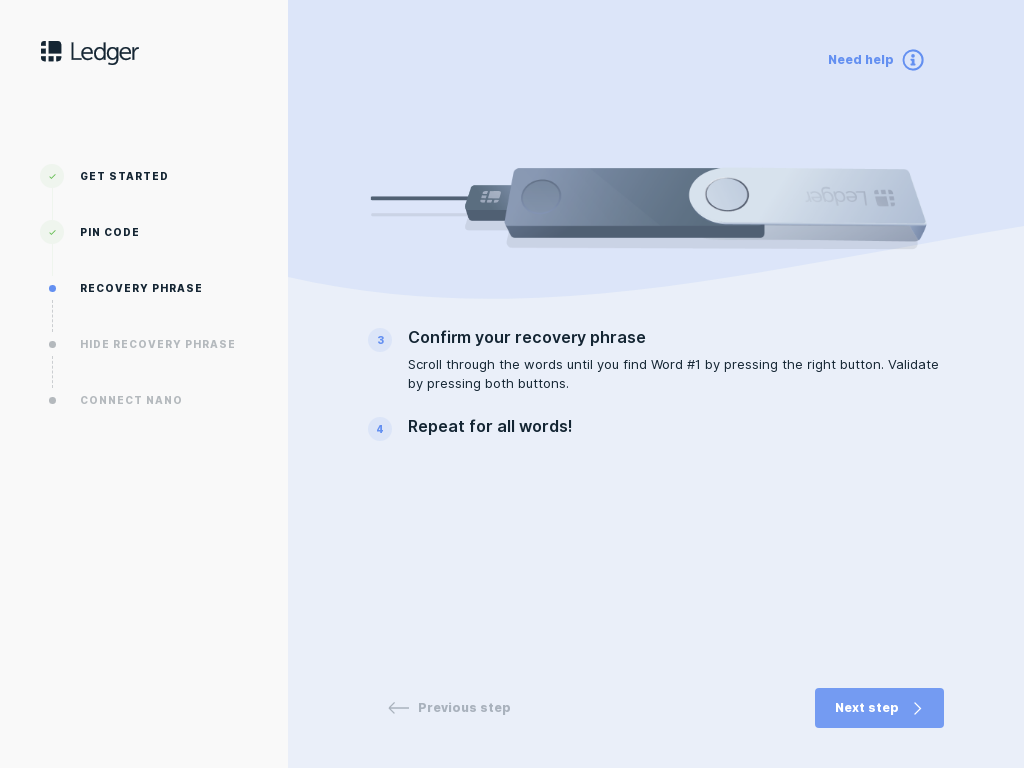 Ledger
Need help
GET STARTED
PIN CODE
RECOVERY PHRASE
HIDE RECOVERY PHRASE
CONNECT NANO
Ledger
3
Confirm your recovery phrase
Scroll through the words until you find Word #1 by pressing the right button. Validate
by pressing both buttons.
4
Repeat for all words!
Previous step
Next step